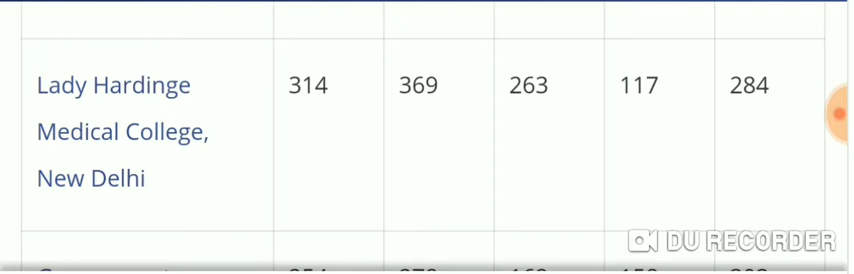 Lady Hardinge 314 369 263 117 284
Medical College,
New Delhi
DU RECORDER